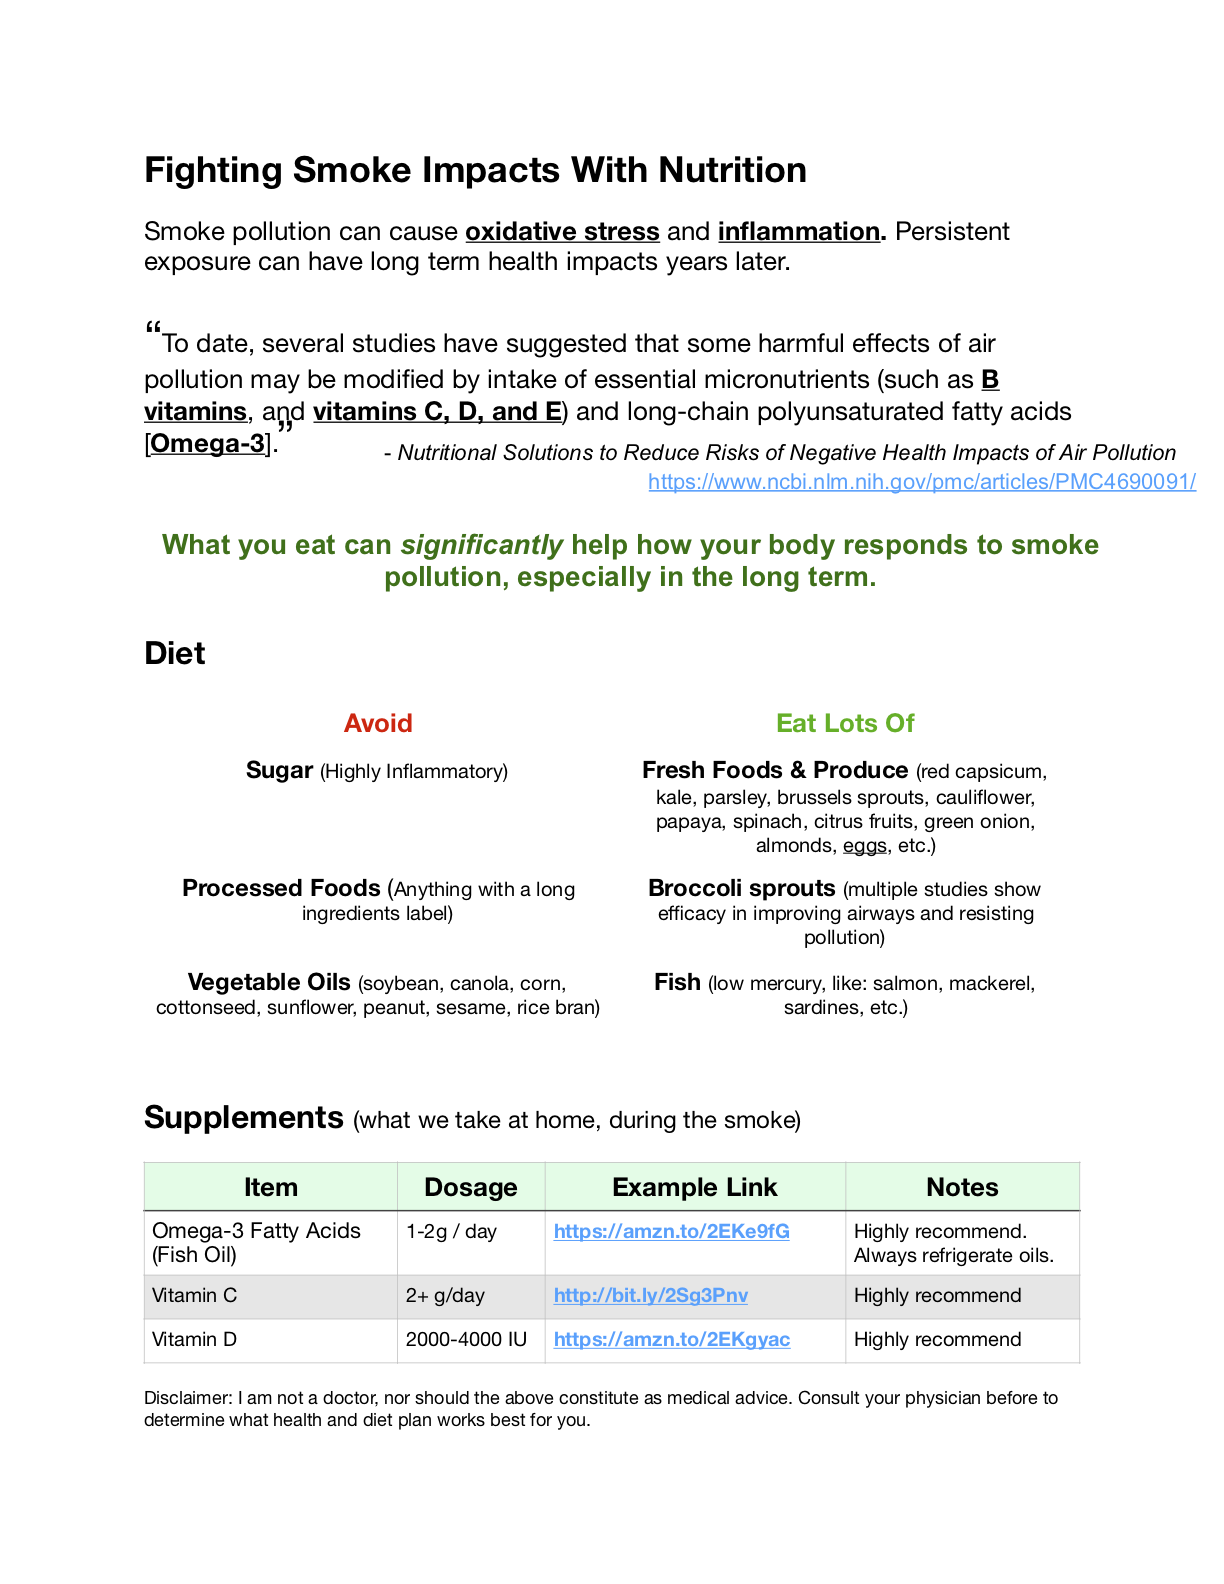 Fighting Smoke Impacts With Nutrition
Smoke pollution can cause oxidative stress and inflammation. Persistent
exposure can have long term health impacts years later.
“To date, several studies have suggested that some harmful effects of air
pollution may be modified by intake of essential micronutrients (such as B
vitamins, and vitamins C, D, and E) and long-chain polyunsaturated fatty acids
[Omega-3].”
- Nutritional Solutions to Reduce Risks of Negative Health Impacts of Air Pollution
https://www.ncbi.nlm.nih.gov/pmc/articles/PMC4690091/
What you eat can significantly help how your body responds to smoke
pollution, especially in the long term.
Diet
Avoid
Eat Lots Of
Sugar (Highly Inflammatory)
Fresh Foods & Produce (red capsicum,
kale, parsley, brussels sprouts, cauliflower,
papaya, spinach, citrus fruits, green onion,
almonds, eggs, etc.)
Processed Foods (Anything with a long
ingredients label)
Broccoli sprouts (multiple studies show
efficacy in improving airways and resisting
pollution)
Vegetable Oils (soybean, canola, corn,
cottonseed, sunflower, peanut, sesame, rice bran)
Fish (low mercury, like: salmon, mackerel,
sardines, etc.)
Supplements (what we take at home, during the smoke)
Item Dosage Example Link Notes
Omega-3 Fatty Acids
(Fish Oil)
1-2g / day
https://amzn.to/2EKe9fG
Highly recommend.
Always refrigerate oils.
Vitamin C 2+ g/day http://bit.ly/2Sg3Pnv Highly recommend
Vitamin D 2000-4000 IU https://amzn.to/2EKgyac Highly recommend
Disclaimer: I am not a doctor, nor should the above constitute as medical advice. Consult your physician before to
determine what health and diet plan works best for you.